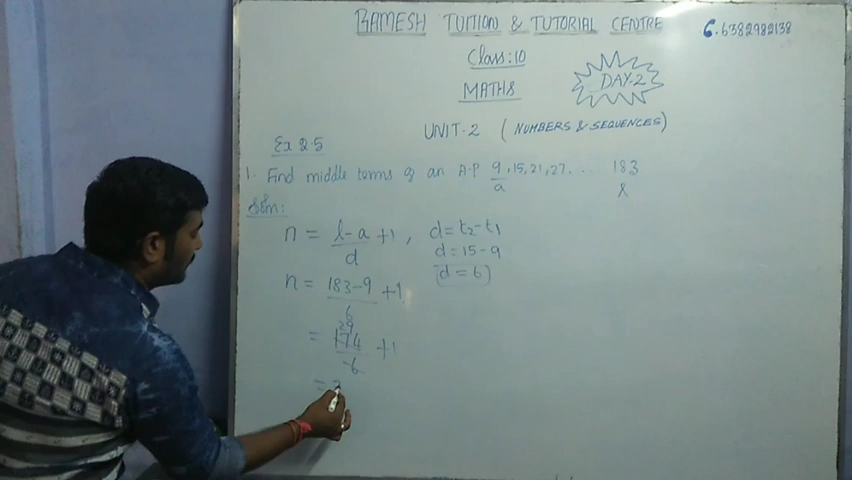 RAMESH TUITION & TUTORIAL CENTRE
6382982138
Class:10
MATHS
DAY-2
UNIT-2 (NUMBERS & SEQUENCES)
Ex 2.5
1. Find middle terms of an A.P 9, 15, 21, 27. ... 183
a l
Soln:
n = l-a/d +1, d = t2 - t1
d = 15-9
n = 183-9/6 +1 (d = 6)
29
= 174/6 +1
= 2